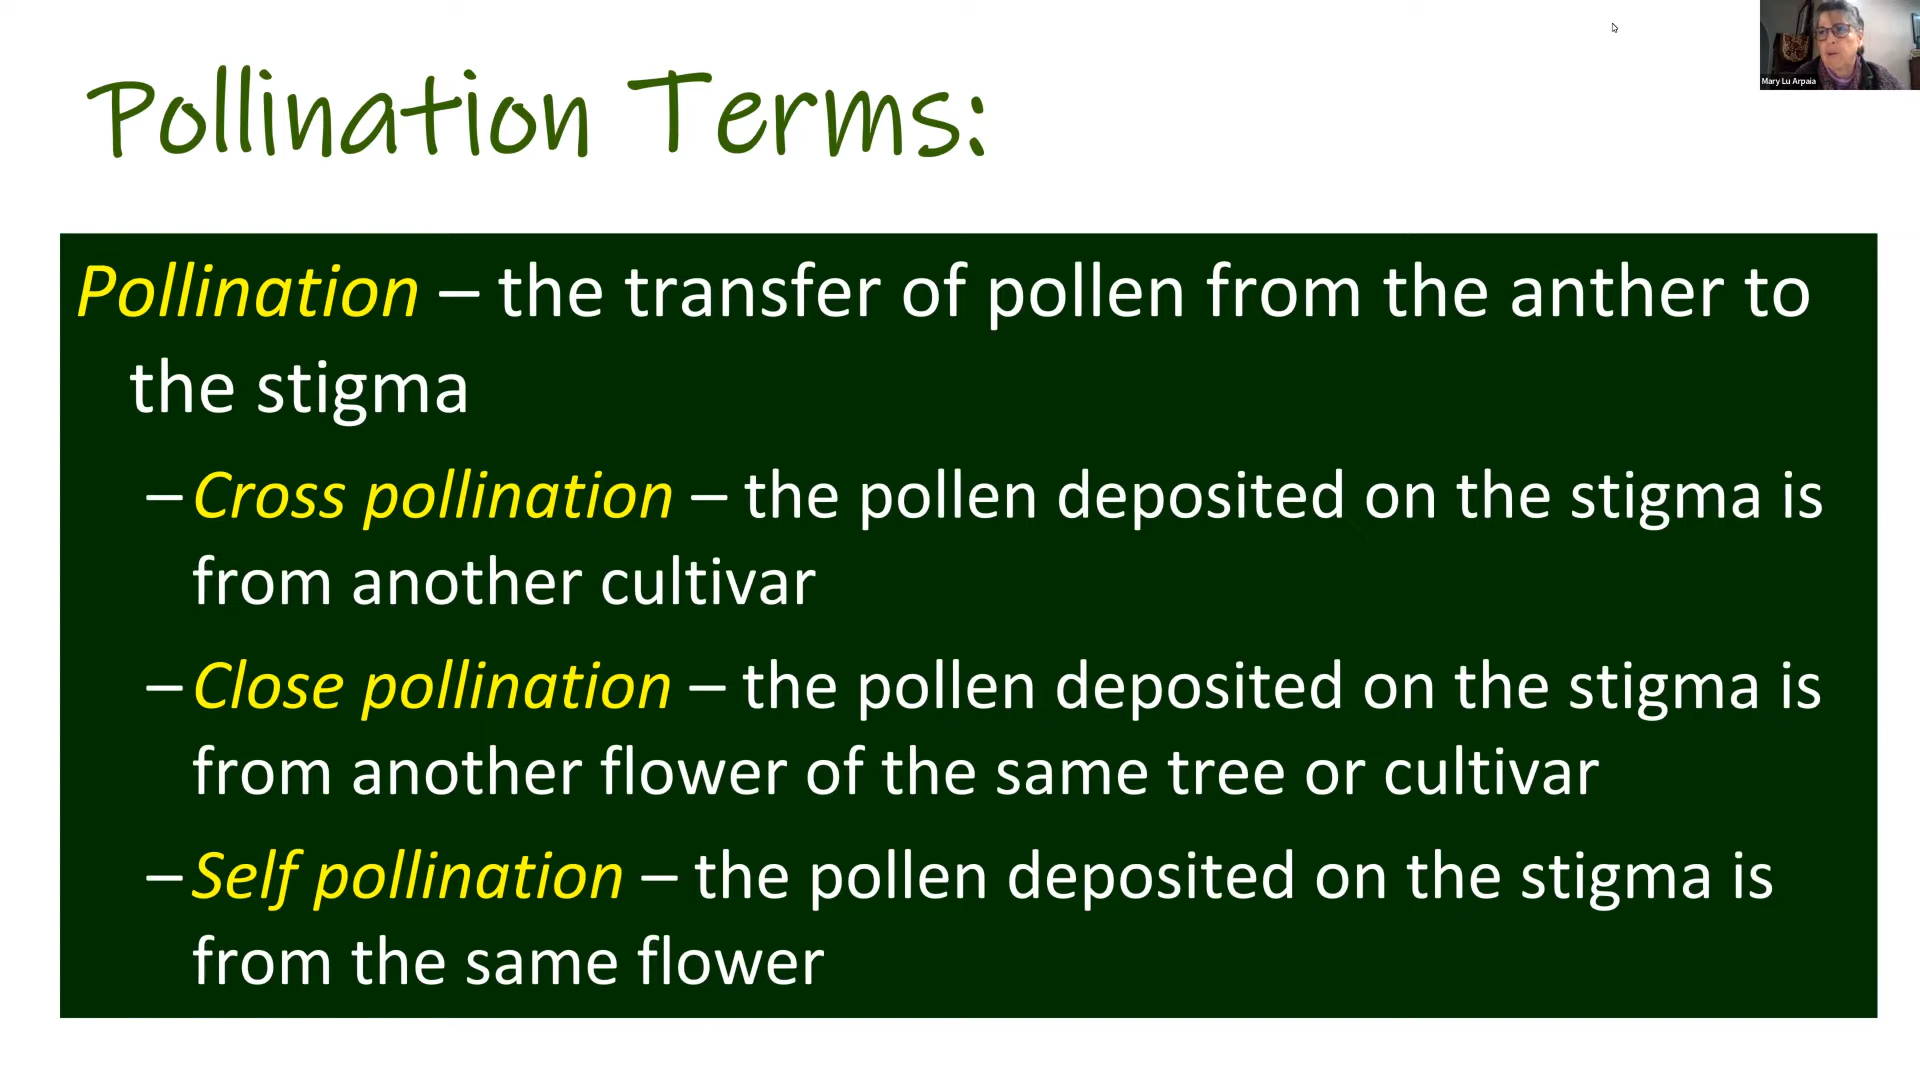 Pollination Terms:
Mary Lu Arpaia
Pollination – the transfer of pollen from the anther to
the stigma
–Cross pollination – the pollen deposited on the stigma is
from another cultivar
–Close pollination – the pollen deposited on the stigma is
from another flower of the same tree or cultivar
–Self pollination – the pollen deposited on the stigma is
from the same flower